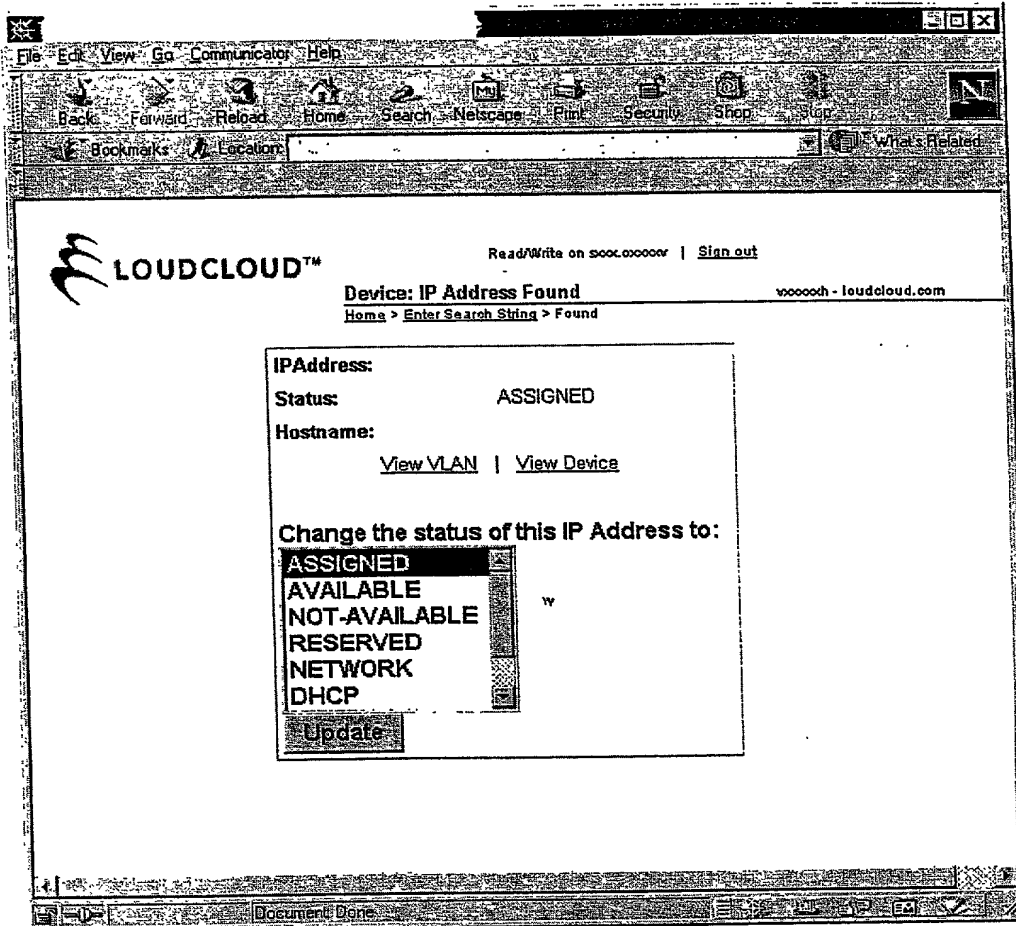 File Edit View Go Communicator Help
Back Forward Reload Home Search Netscape Print Security Shop Stop
My
N
Bookmarks Location: What's Related
LOUDCLOUD™
Read/Write on | Sign out
Device: IP Address Found
- loudcloud.com
Home > Enter Search String > Found
IPAddress:
Status: ASSIGNED
Hostname:
View VLAN | View Device
Change the status of this IP Address to:
ASSIGNED
AVAILABLE
NOT-AVAILABLE
RESERVED
NETWORK
DHCP
Update
Document: Done